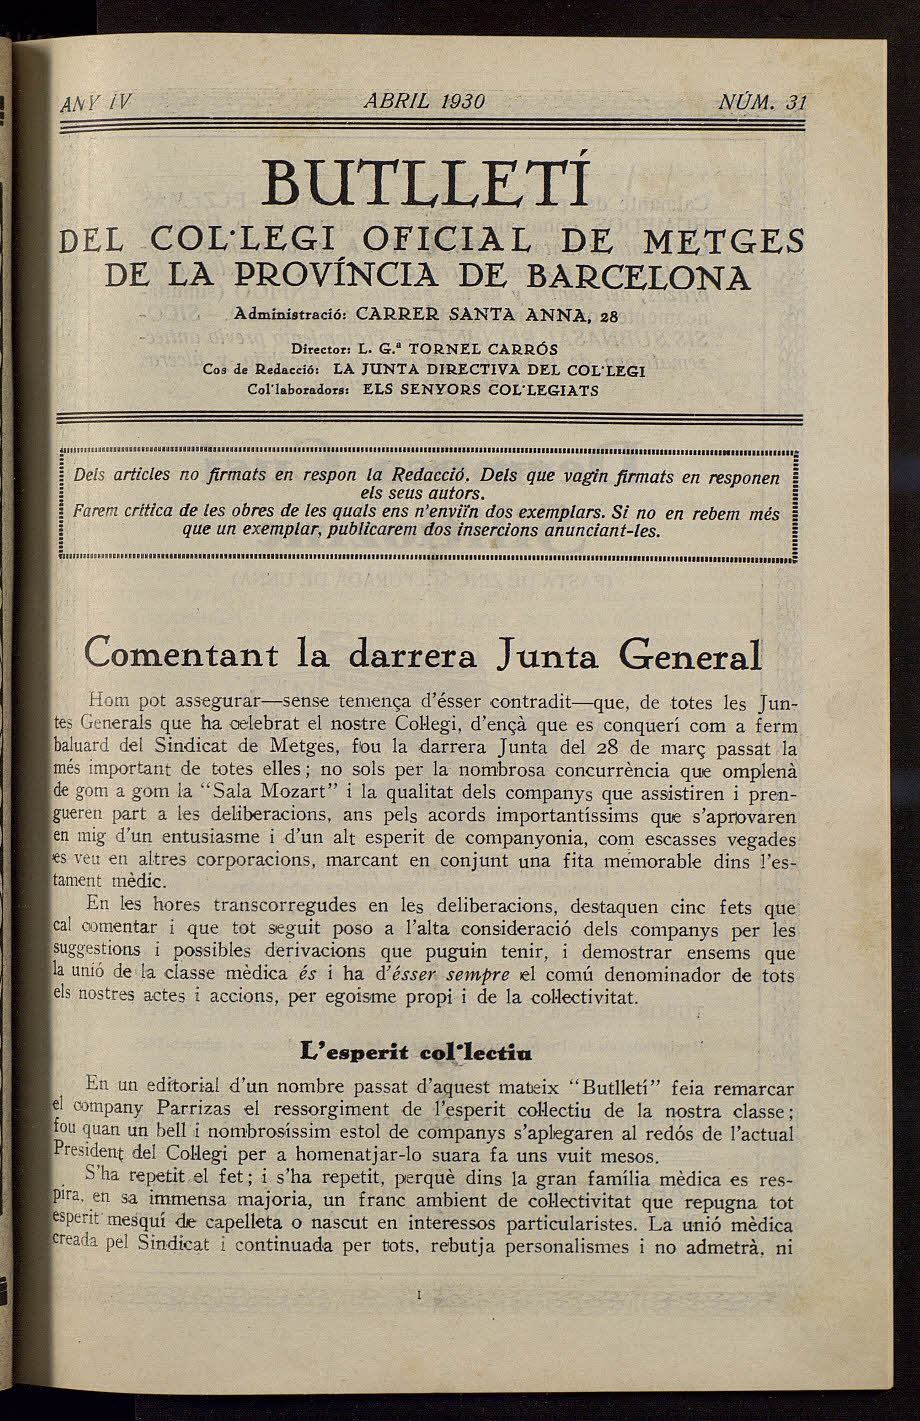 ANY IV ABRIL 1930 NÚM. 31
BUTLLETÍ
DEL COL·LEGI OFICIAL DE METGES
DE LA PROVÍNCIA DE BARCELONA
Administració: CARRER SANTA ANNA, 28
Director: L. G.ª TORNEL CARRÓS
Cos de Redacció: LA JUNTA DIRECTIVA DEL COL·LEGI
Col·laboradors: ELS SENYORS COL·LEGIATS
Dels articles no firmats en respon la Redacció. Dels que vagin firmats en responen
els seus autors.
Farem crítica de les obres de les quals ens n'enviïn dos exemplars. Si no en rebem més
que un exemplar, publicarem dos insercions anunciant-les.
Comentant la darrera Junta General
Hom pot assegurar—sense temença d'ésser contradit—que, de totes les Jun-
tes Generals que ha celebrat el nostre Col·legi, d'ençà que es conquerí com a ferm
baluard del Sindicat de Metges, fou la darrera Junta del 28 de març passat la
més important de totes elles; no sols per la nombrosa concurrència que omplenà
de gom a gom la "Sala Mozart" i la qualitat dels companys que assistiren i pren-
gueren part a les deliberacions, ans pels acords importantíssims que s'aprovaren
en mig d'un entusiasme i d'un alt esperit de companyonia, com escasses vegades
es veu en altres corporacions, marcant en conjunt una fita memorable dins l'es-
tament mèdic.
En les hores transcorregudes en les deliberacions, destaquen cinc fets que
cal comentar i que tot seguit poso a l'alta consideració dels companys per les
suggestions i possibles derivacions que puguin tenir, i demostrar ensems que
la unió de la classe mèdica és i ha d'ésser sempre el comú denominador de tots
els nostres actes i accions, per egoisme propi i de la col·lectivitat.
L'esperit col·lectiu
En un editorial d'un nombre passat d'aquest mateix "Butlletí" feia remarcar
el company Parrizas el ressorgiment de l'esperit col·lectiu de la nostra classe;
fou quan un bell i nombrosíssim estol de companys s'aplegaren al redós de l'actual
President del Col·legi per a homenatjar-lo suara fa uns vuit mesos.
S'ha repetit el fet; i s'ha repetit, perquè dins la gran família mèdica es res-
pira, en sa immensa majoria, un franc ambient de col·lectivitat que repugna tot
esperit mesquí de capelleta o nascut en interessos particularistes. La unió mèdica
creada pel Sindicat i continuada per tots, rebutja personalismes i no admetrà, ni
1